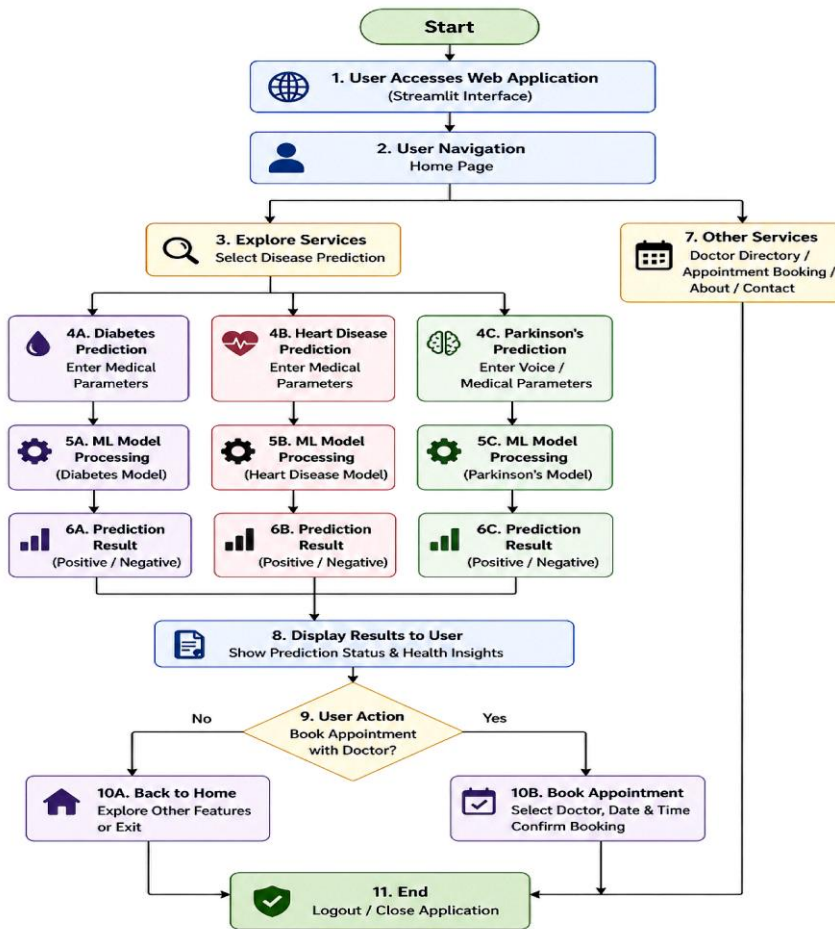 Start
1. User Accesses Web Application
(Streamlit Interface)
2. User Navigation
Home Page
3. Explore Services
Select Disease Prediction
7. Other Services
Doctor Directory /
Appointment Booking /
About / Contact
4A. Diabetes
Prediction
Enter Medical
Parameters
4B. Heart Disease
Prediction
Enter Medical
Parameters
4C. Parkinson's
Prediction
Enter Voice /
Medical Parameters
5A. ML Model
Processing
(Diabetes Model)
5B. ML Model
Processing
(Heart Disease Model)
5C. ML Model
Processing
(Parkinson's Model)
6A. Prediction
Result
(Positive / Negative)
6B. Prediction
Result
(Positive / Negative)
6C. Prediction
Result
(Positive / Negative)
8. Display Results to User
Show Prediction Status & Health Insights
9. User Action
Book Appointment
with Doctor?
No
Yes
10A. Back to Home
Explore Other Features
or Exit
10B. Book Appointment
Select Doctor, Date & Time
Confirm Booking
11. End
Logout / Close Application